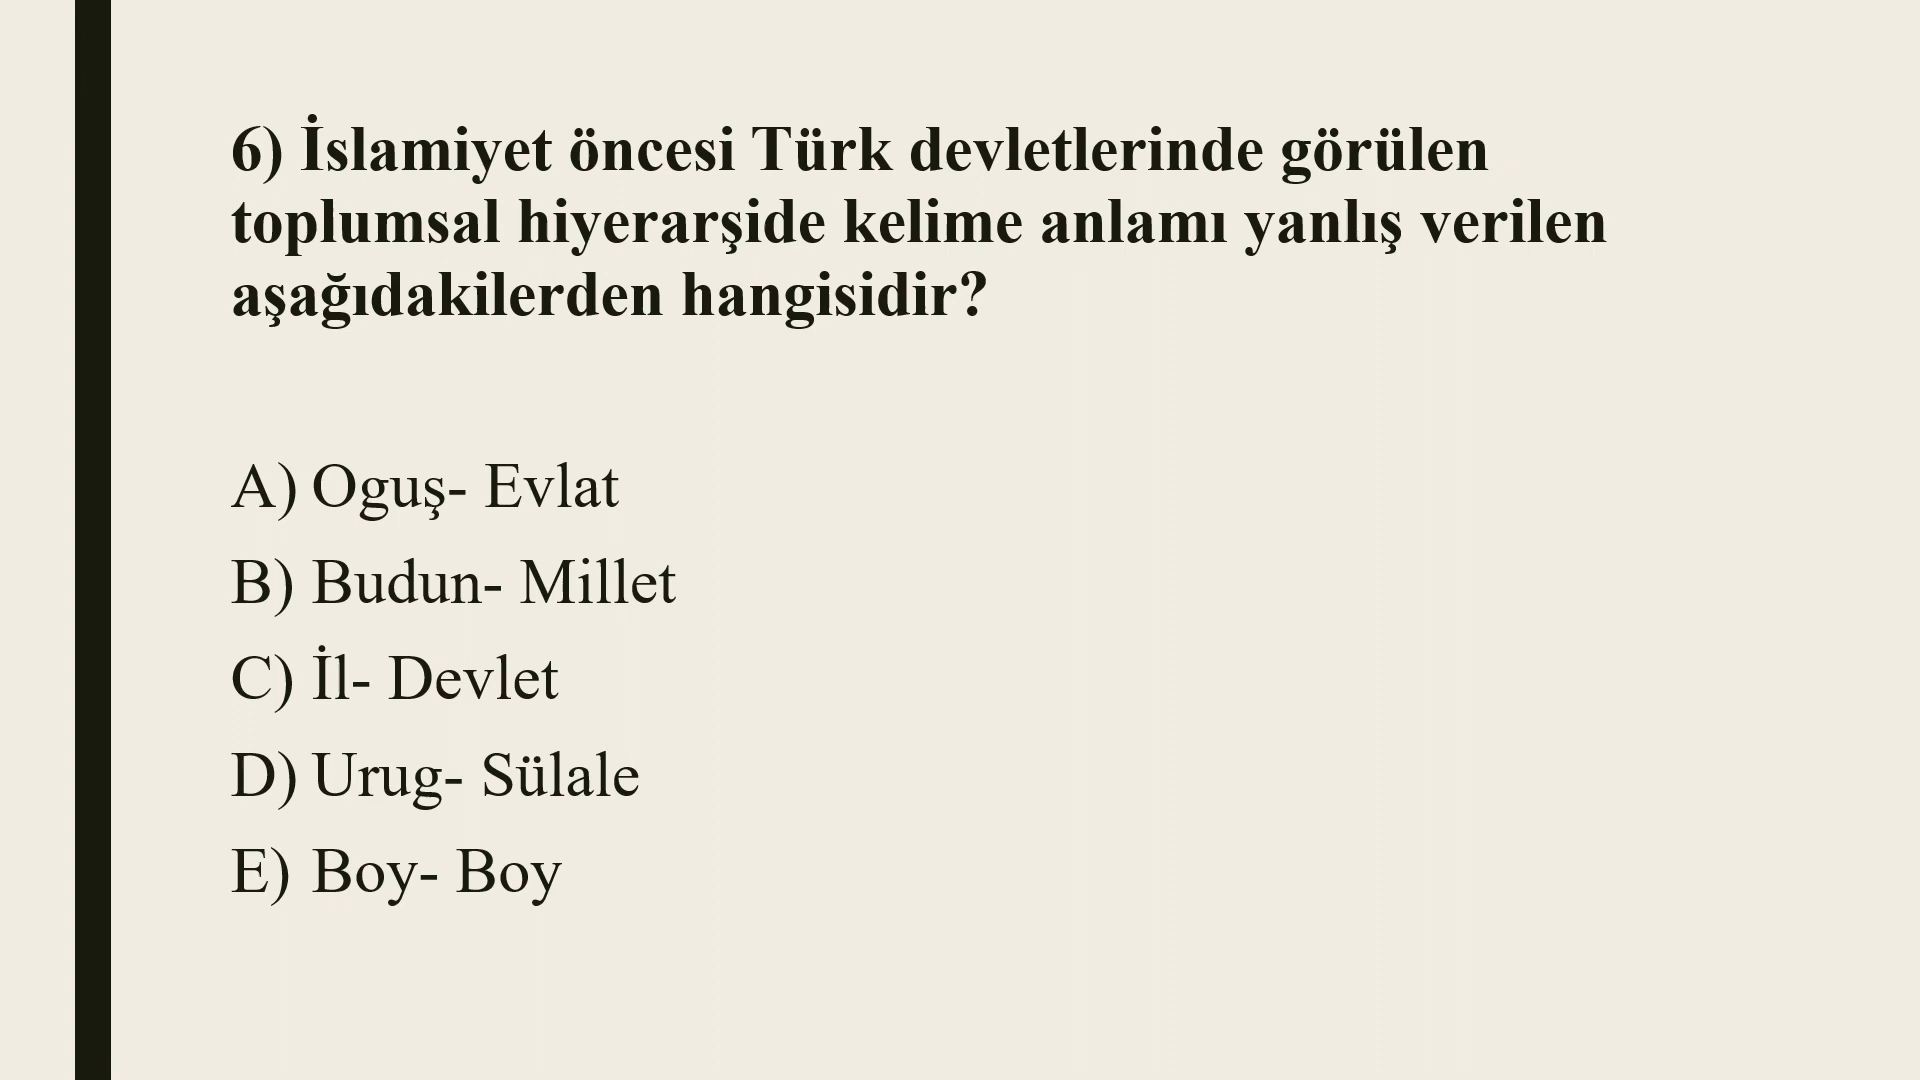 6) İslamiyet öncesi Türk devletlerinde görülen
toplumsal hiyerarşide kelime anlamı yanlış verilen
aşağıdakilerden hangisidir?
A) Oguş- Evlat
B) Budun- Millet
C) İl- Devlet
D) Urug- Sülale
E) Boy- Boy